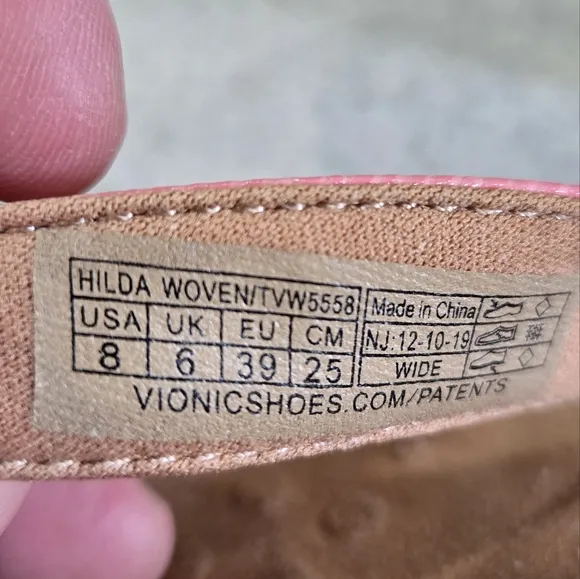 HILDA WOVEN/TVW5558
USA UK EU CM
8 6 39 25
Made in China
NJ:12-10-19
WIDE
VIONICSHOES.COM/PATENTS